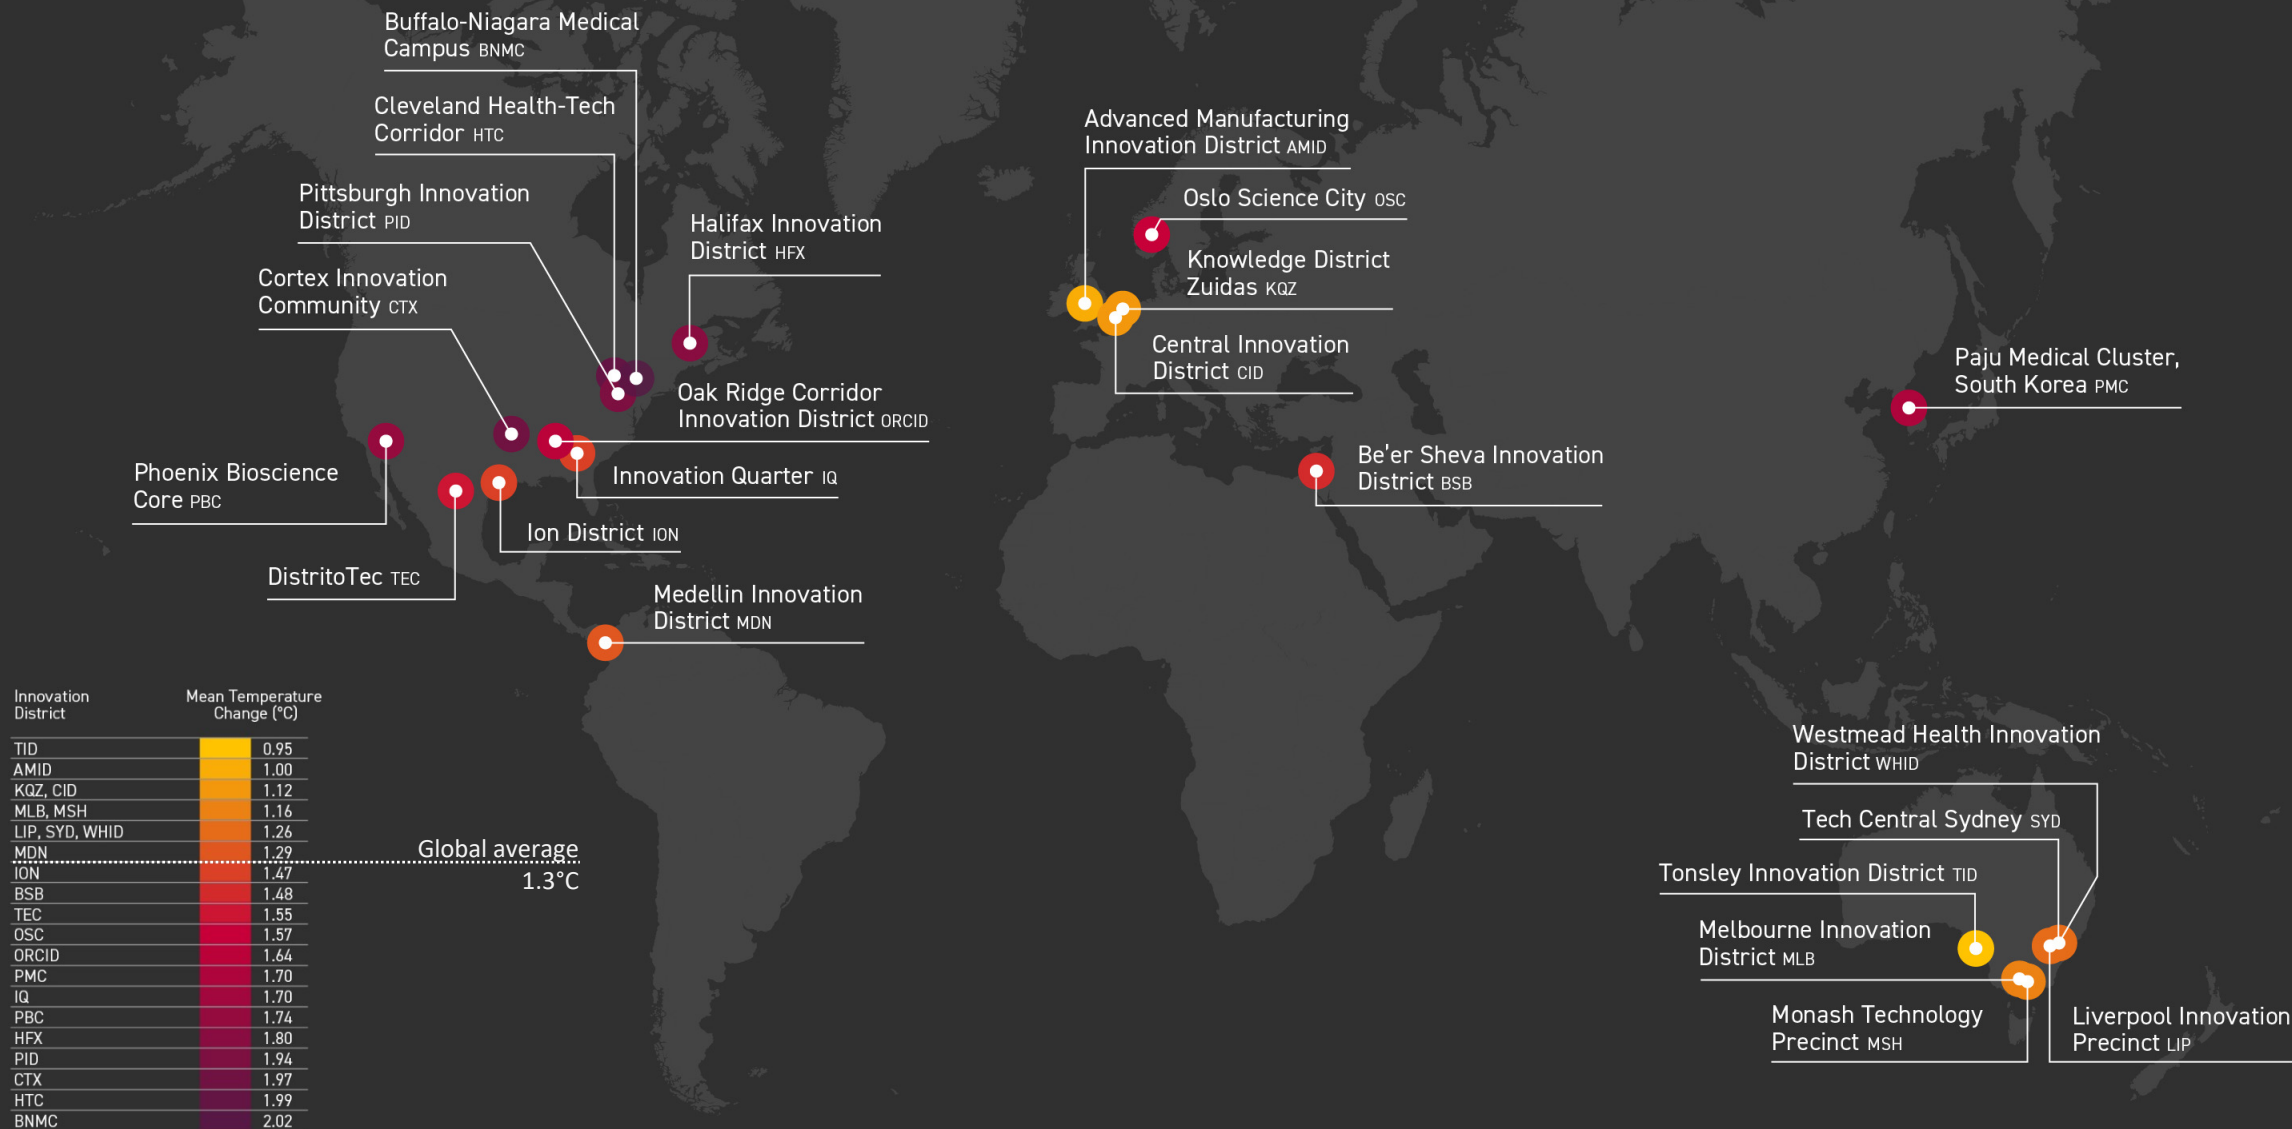 Buffalo-Niagara Medical
Campus BNMC
Cleveland Health-Tech
Corridor HTC
Pittsburgh Innovation
District PID
Halifax Innovation
District HFX
Cortex Innovation
Community CTX
Oak Ridge Corridor
Innovation District ORCID
Phoenix Bioscience
Core PBC
Innovation Quarter IQ
Ion District ION
DistritoTec TEC
Medellin Innovation
District MDN
Advanced Manufacturing
Innovation District AMID
Oslo Science City OSC
Knowledge District
Zuidas KQZ
Central Innovation
District CID
Be'er Sheva Innovation
District BSB
Paju Medical Cluster,
South Korea PMC
Westmead Health Innovation
District WHID
Tech Central Sydney SYD
Tonsley Innovation District TID
Melbourne Innovation
District MLB
Monash Technology
Precinct MSH
Liverpool Innovation
Precinct LIP
Innovation
District
Mean Temperature
Change (°C)
TID 0.95
AMID 1.00
KQZ, CID 1.12
MLB, MSH 1.16
LIP, SYD, WHID 1.26
MDN 1.29
Global average
1.3°C
ION 1.47
BSB 1.48
TEC 1.55
OSC 1.57
ORCID 1.64
PMC 1.70
IQ 1.70
PBC 1.74
HFX 1.80
PID 1.94
CTX 1.97
HTC 1.99
BNMC 2.02